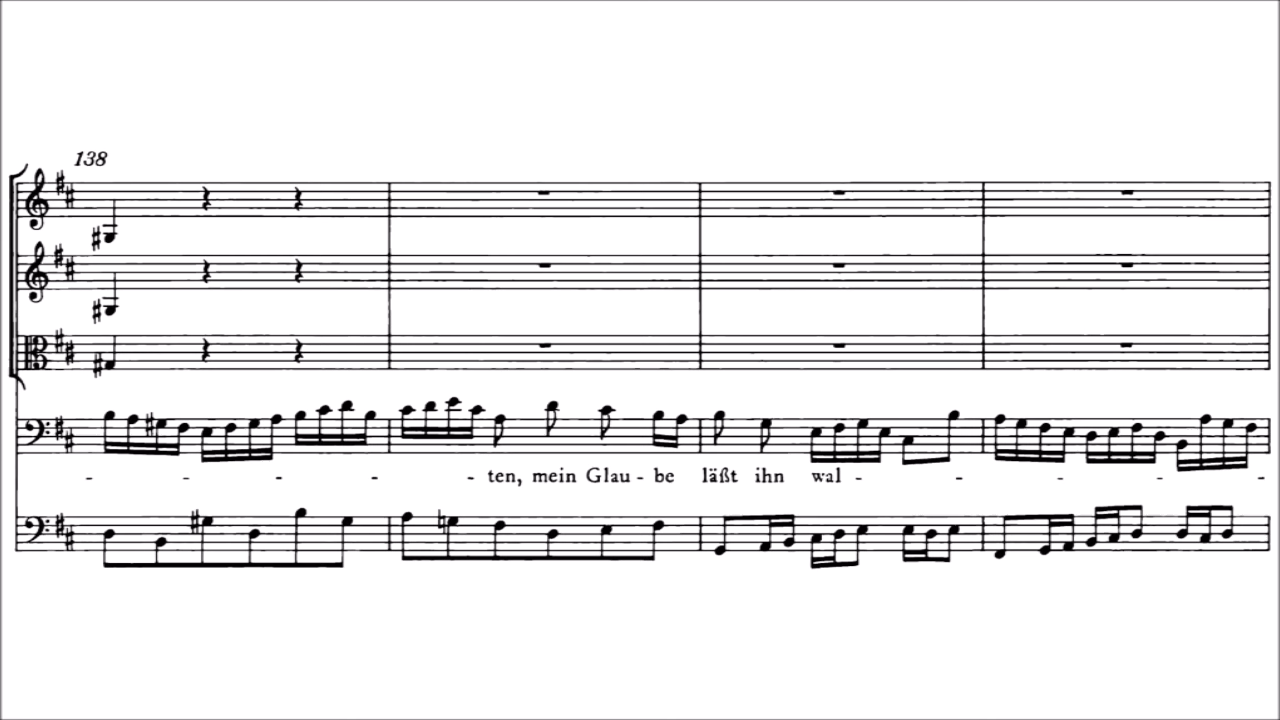 138
- - - - - ten, mein Glau - be läßt ihn wal - - - - -